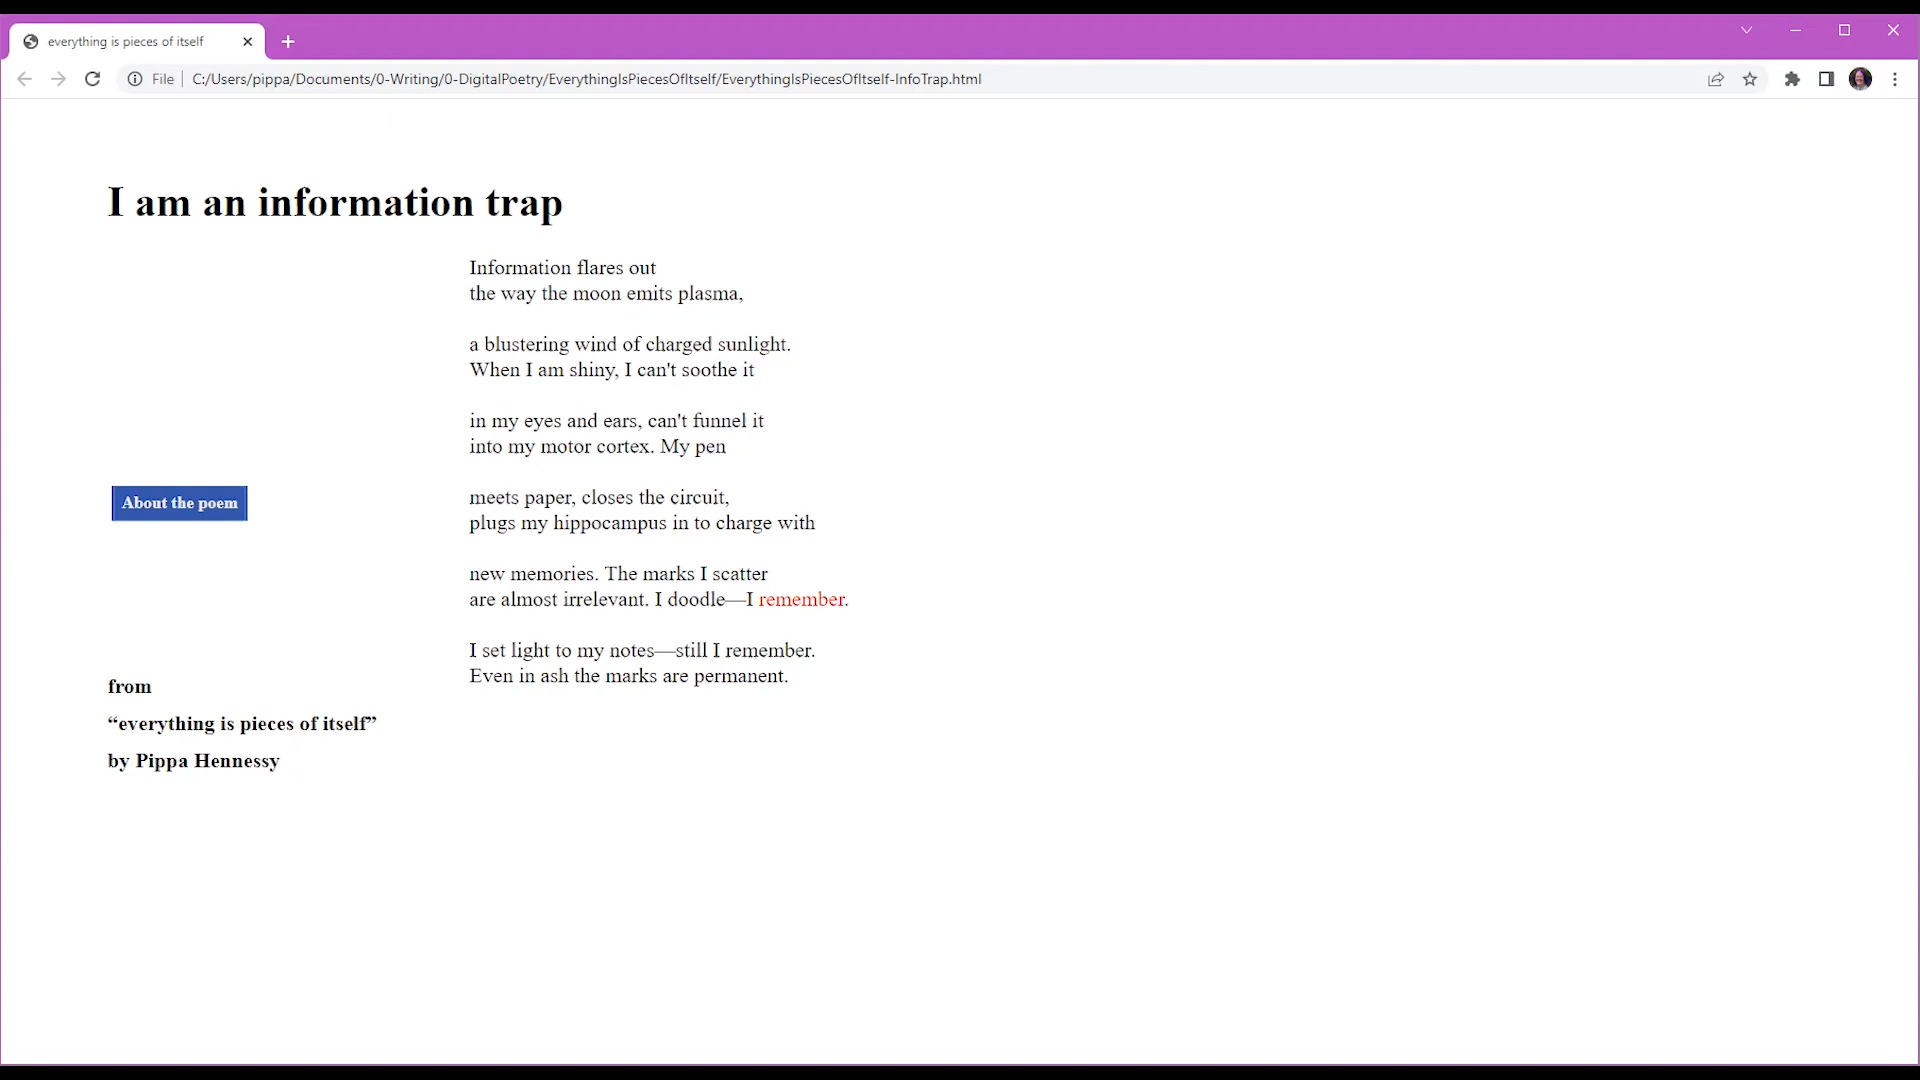 everything is pieces of itself
File
C:/Users/pippa/Documents/0-Writing/0-DigitalPoetry/EverythingIsPiecesOfItself/EverythingIsPiecesOfItself-InfoTrap.html
I am an information trap
Information flares out
the way the moon emits plasma,
a blustering wind of charged sunlight.
When I am shiny, I can't soothe it
in my eyes and ears, can't funnel it
into my motor cortex. My pen
meets paper, closes the circuit,
plugs my hippocampus in to charge with
new memories. The marks I scatter
are almost irrelevant. I doodle—I remember.
I set light to my notes—still I remember.
Even in ash the marks are permanent.
About the poem
from
“everything is pieces of itself”
by Pippa Hennessy